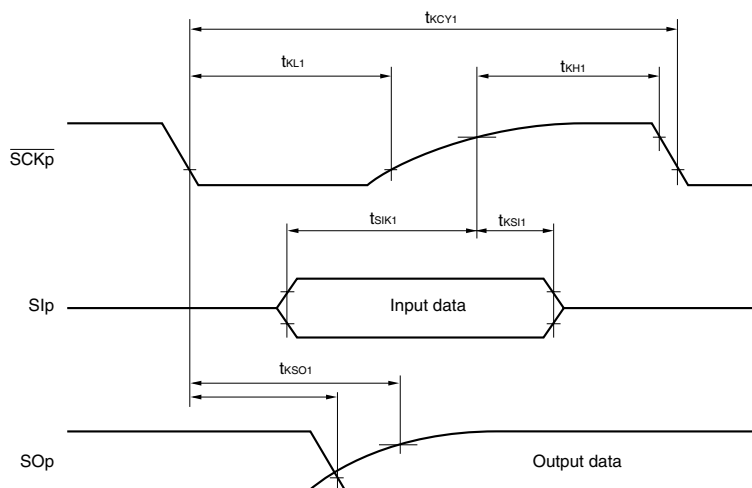 tKCY1
tKL1
tKH1
SCKp
tSIK1
tKSI1
SIp
Input data
tKSO1
SOp
Output data